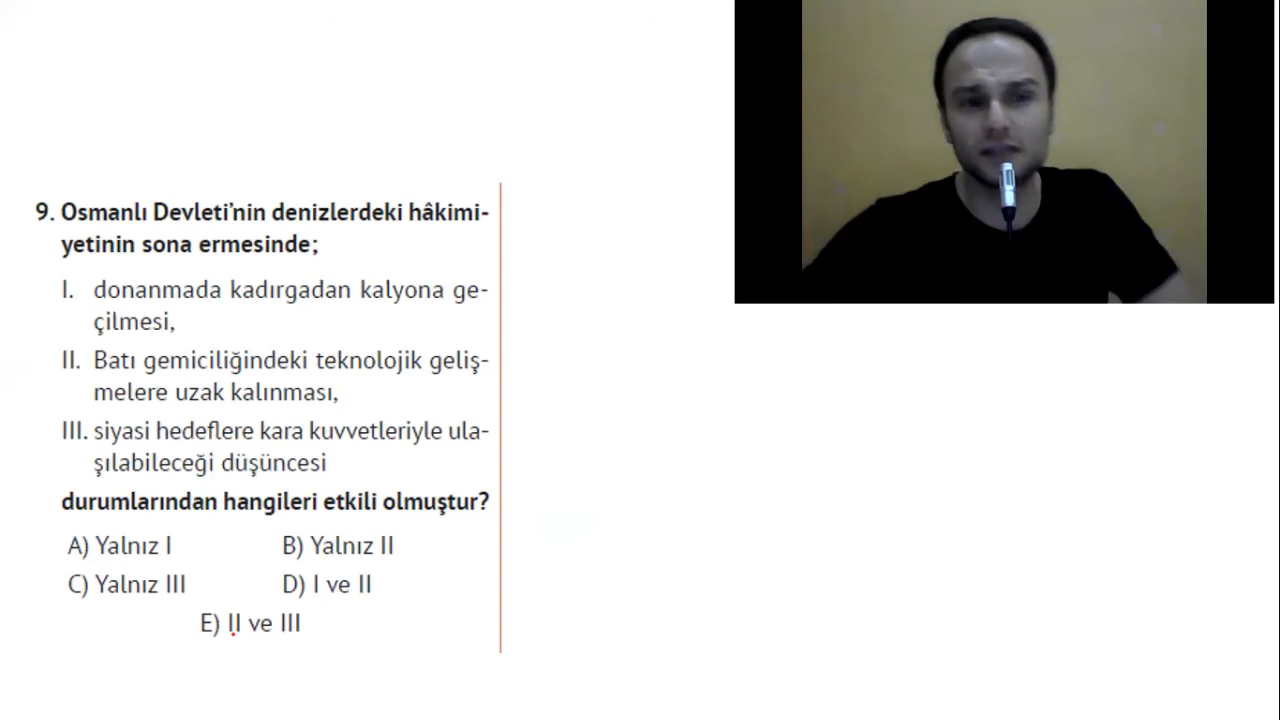 9. Osmanlı Devleti’nin denizlerdeki hâkimi-
yetinin sona ermesinde;
I. donanmada kadırgadan kalyona ge-
çilmesi,
II. Batı gemiciliğindeki teknolojik geliş-
melere uzak kalınması,
III. siyasi hedeflere kara kuvvetleriyle ula-
şılabileceği düşüncesi
durumlarından hangileri etkili olmuştur?
A) Yalnız I B) Yalnız II
C) Yalnız III D) I ve II
E) II ve III